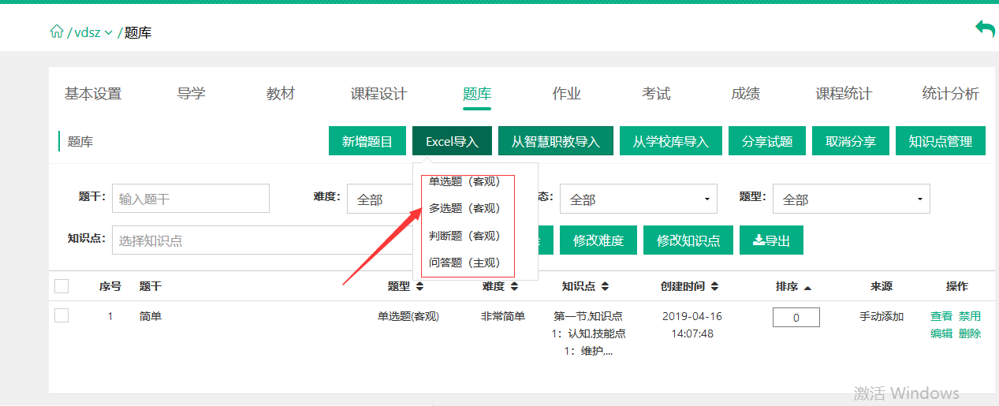 / vdsz / 题库
基本设置 导学 教材 课程设计 题库 作业 考试 成绩 课程统计 统计分析
题库 新增题目 Excel导入 从智慧职教导入 从学校库导入 分享试题 取消分享 知识点管理
单选题（客观）
多选题（客观）
判断题（客观）
问答题（主观）
题干： 输入题干 难度： 全部 态： 全部 题型： 全部
知识点： 选择知识点 修改难度 修改知识点 导出
序号 题干 题型 难度 知识点 创建时间 排序 来源 操作
1 简单 单选题(客观) 非常简单 第一节,知识点 2019-04-16 0 手动添加 查看 禁用
1：认知,技能点 14:07:48 编辑 删除
1：维护,...
激活 Windows